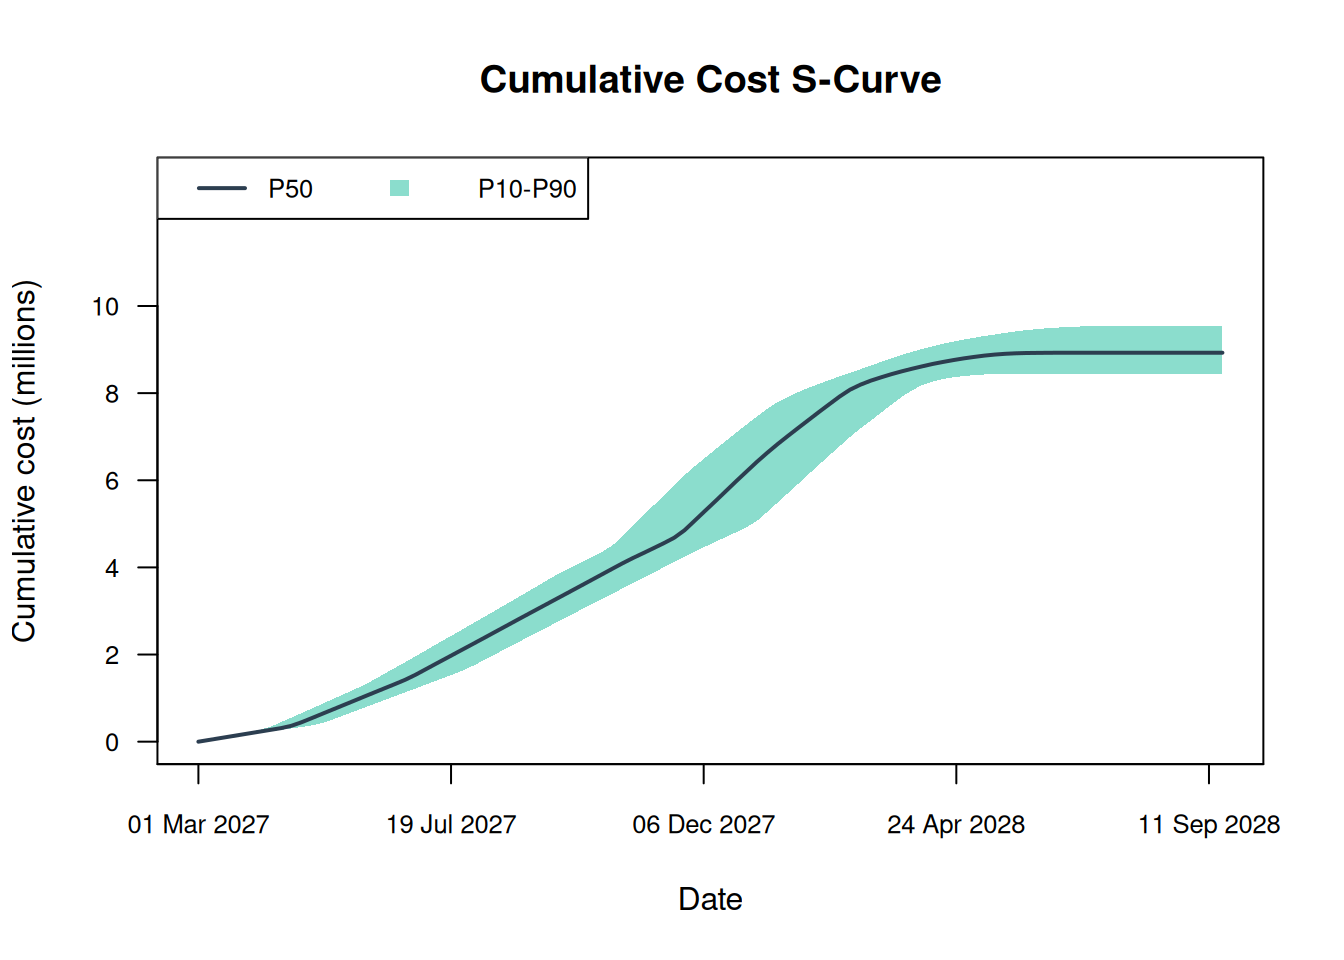 Cumulative Cost S-Curve
P50 P10-P90
Cumulative cost (millions)
10
8
6
4
2
0
01 Mar 2027 19 Jul 2027 06 Dec 2027 24 Apr 2028 11 Sep 2028
Date